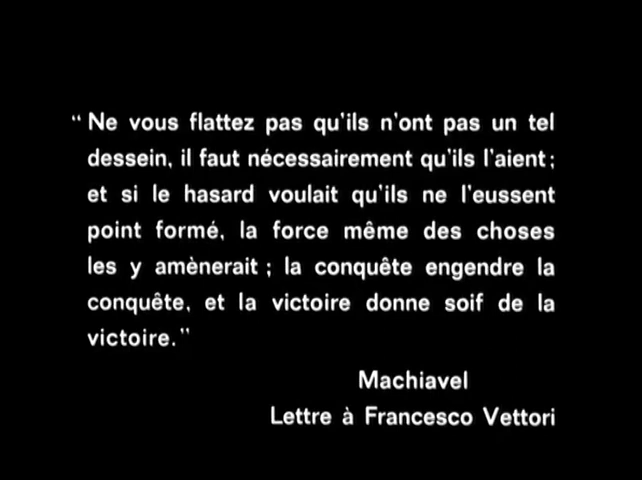 “ Ne vous flattez pas qu'ils n'ont pas un tel
dessein, il faut nécessairement qu'ils l'aient ;
et si le hasard voulait qu'ils ne l'eussent
point formé, la force même des choses
les y amènerait ; la conquête engendre la
conquête, et la victoire donne soif de la
victoire.”
Machiavel
Lettre à Francesco Vettori